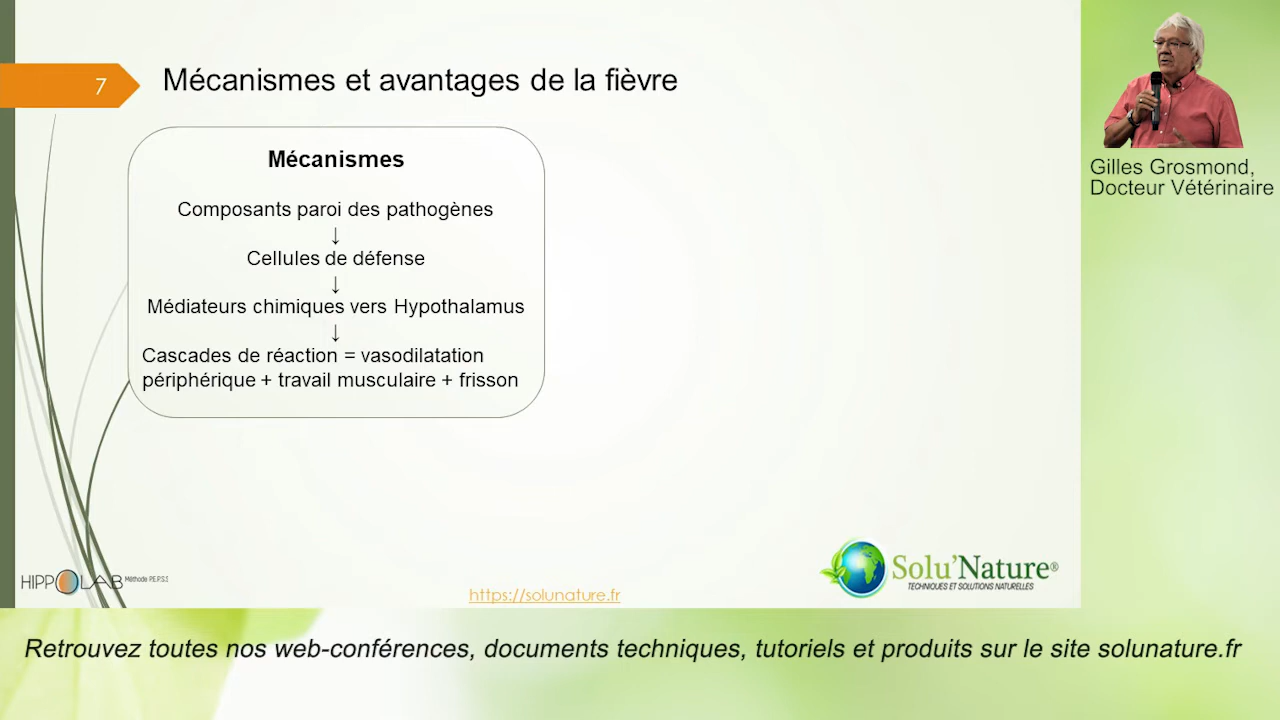 7
Mécanismes et avantages de la fièvre
Mécanismes
Composants paroi des pathogènes
↓
Cellules de défense
↓
Médiateurs chimiques vers Hypothalamus
↓
Cascades de réaction = vasodilatation
périphérique + travail musculaire + frisson
Gilles Grosmond,
Docteur Vétérinaire
HIPPOLAB Méthode P.E.P.S.S
https://solunature.fr
Solu'Nature®
TECHNIQUES ET SOLUTIONS NATURELLES
Retrouvez toutes nos web-conférences, documents techniques, tutoriels et produits sur le site solunature.fr